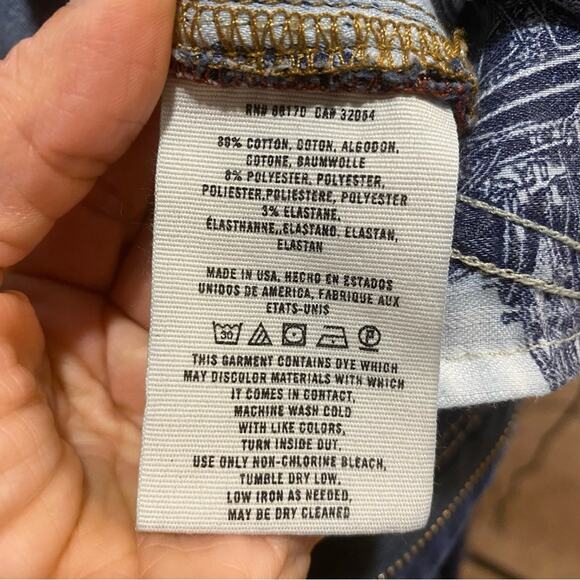 RN# 88170 CA# 32054
89% COTTON, COTON, ALGODON,
COTONE, BAUMWOLLE
8% POLYESTER, POLYESTER,
POLIESTER,POLIESTERE, POLYESTER
3% ELASTANE,
ÉLASTHANNE,,ELASTANO, ELASTAN,
ELASTAN
MADE IN USA, HECHO EN ESTADOS
UNIDOS DE AMERICA, FABRIQUE AUX
ETATS-UNIS
30 P
THIS GARMENT CONTAINS DYE WHICH
MAY DISCOLOR MATERIALS WITH WHICH
IT COMES IN CONTACT,
MACHINE WASH COLD
WITH LIKE COLORS,
TURN INSIDE OUT,
USE ONLY NON-CHLORINE BLEACH,
TUMBLE DRY LOW,
LOW IRON AS NEEDED,
MAY BE DRY CLEANED